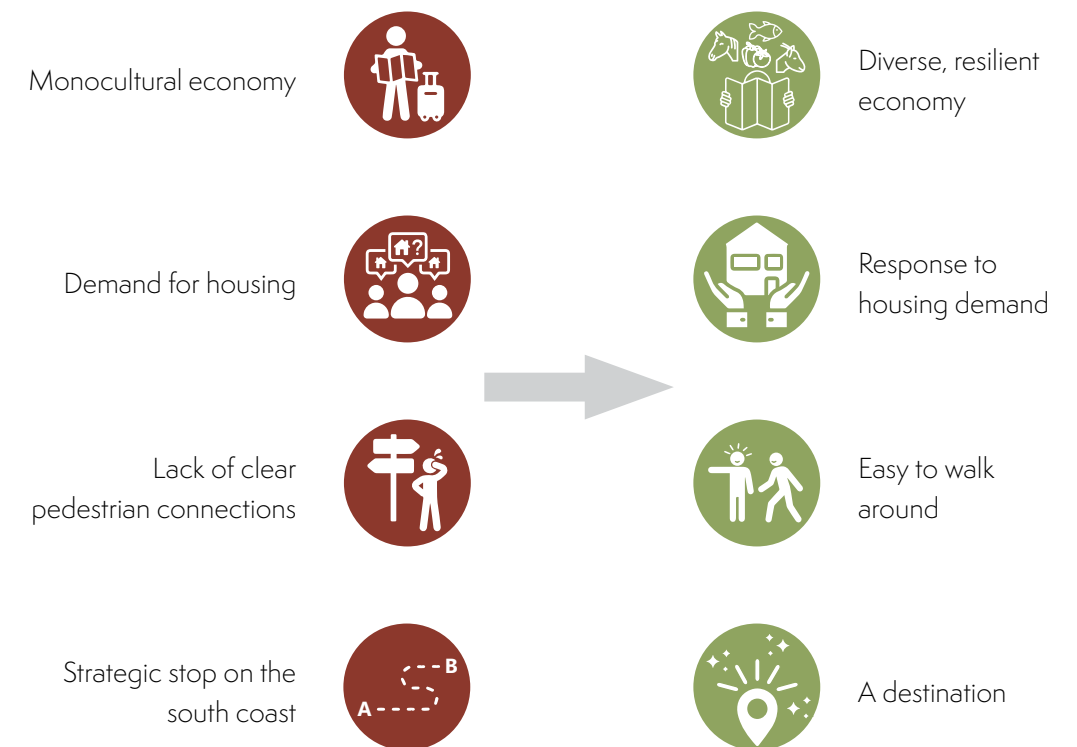 Monocultural economy
Diverse, resilient
economy
?
Demand for housing
Response to
housing demand
Lack of clear
pedestrian connections
Easy to walk
around
B
A
Strategic stop on the
south coast
A destination